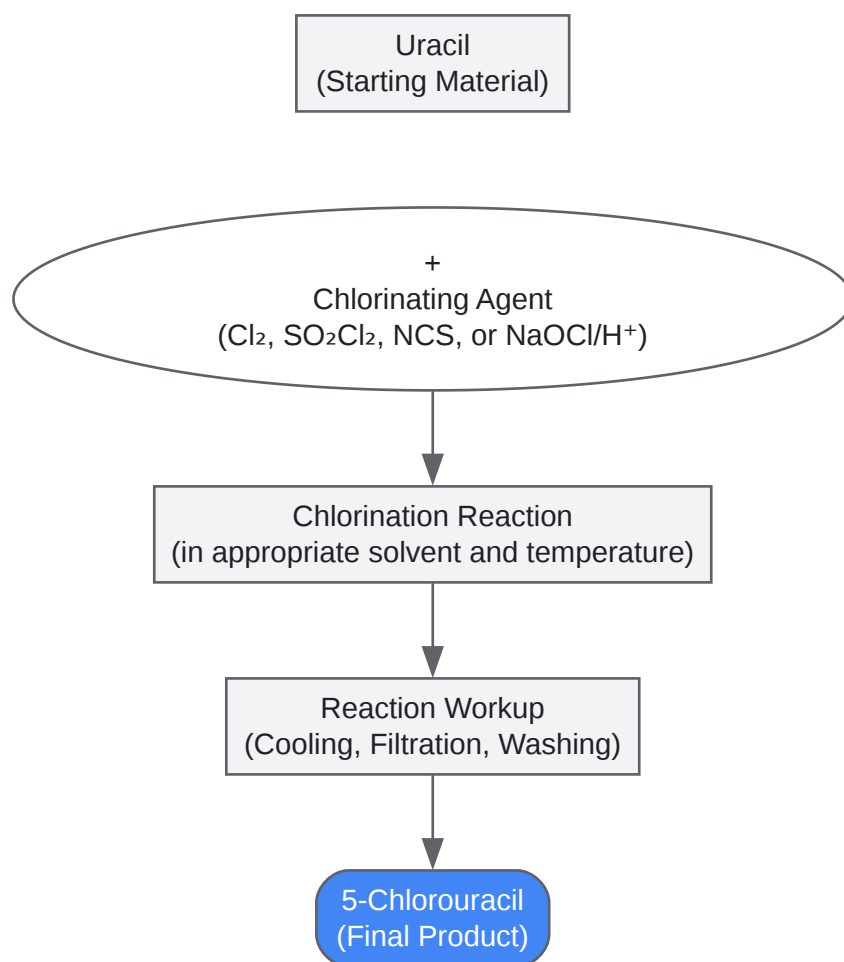 Uracil
(Starting Material)
+
Chlorinating Agent
(Cl₂, SO₂Cl₂, NCS, or NaOCl/H⁺)
Chlorination Reaction
(in appropriate solvent and temperature)
Reaction Workup
(Cooling, Filtration, Washing)
5-Chlorouracil
(Final Product)